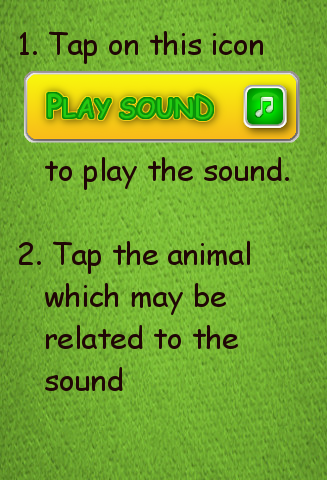 1. Tap on this icon
PLAY SOUND
to play the sound.
2. Tap the animal
which may be
related to the
sound